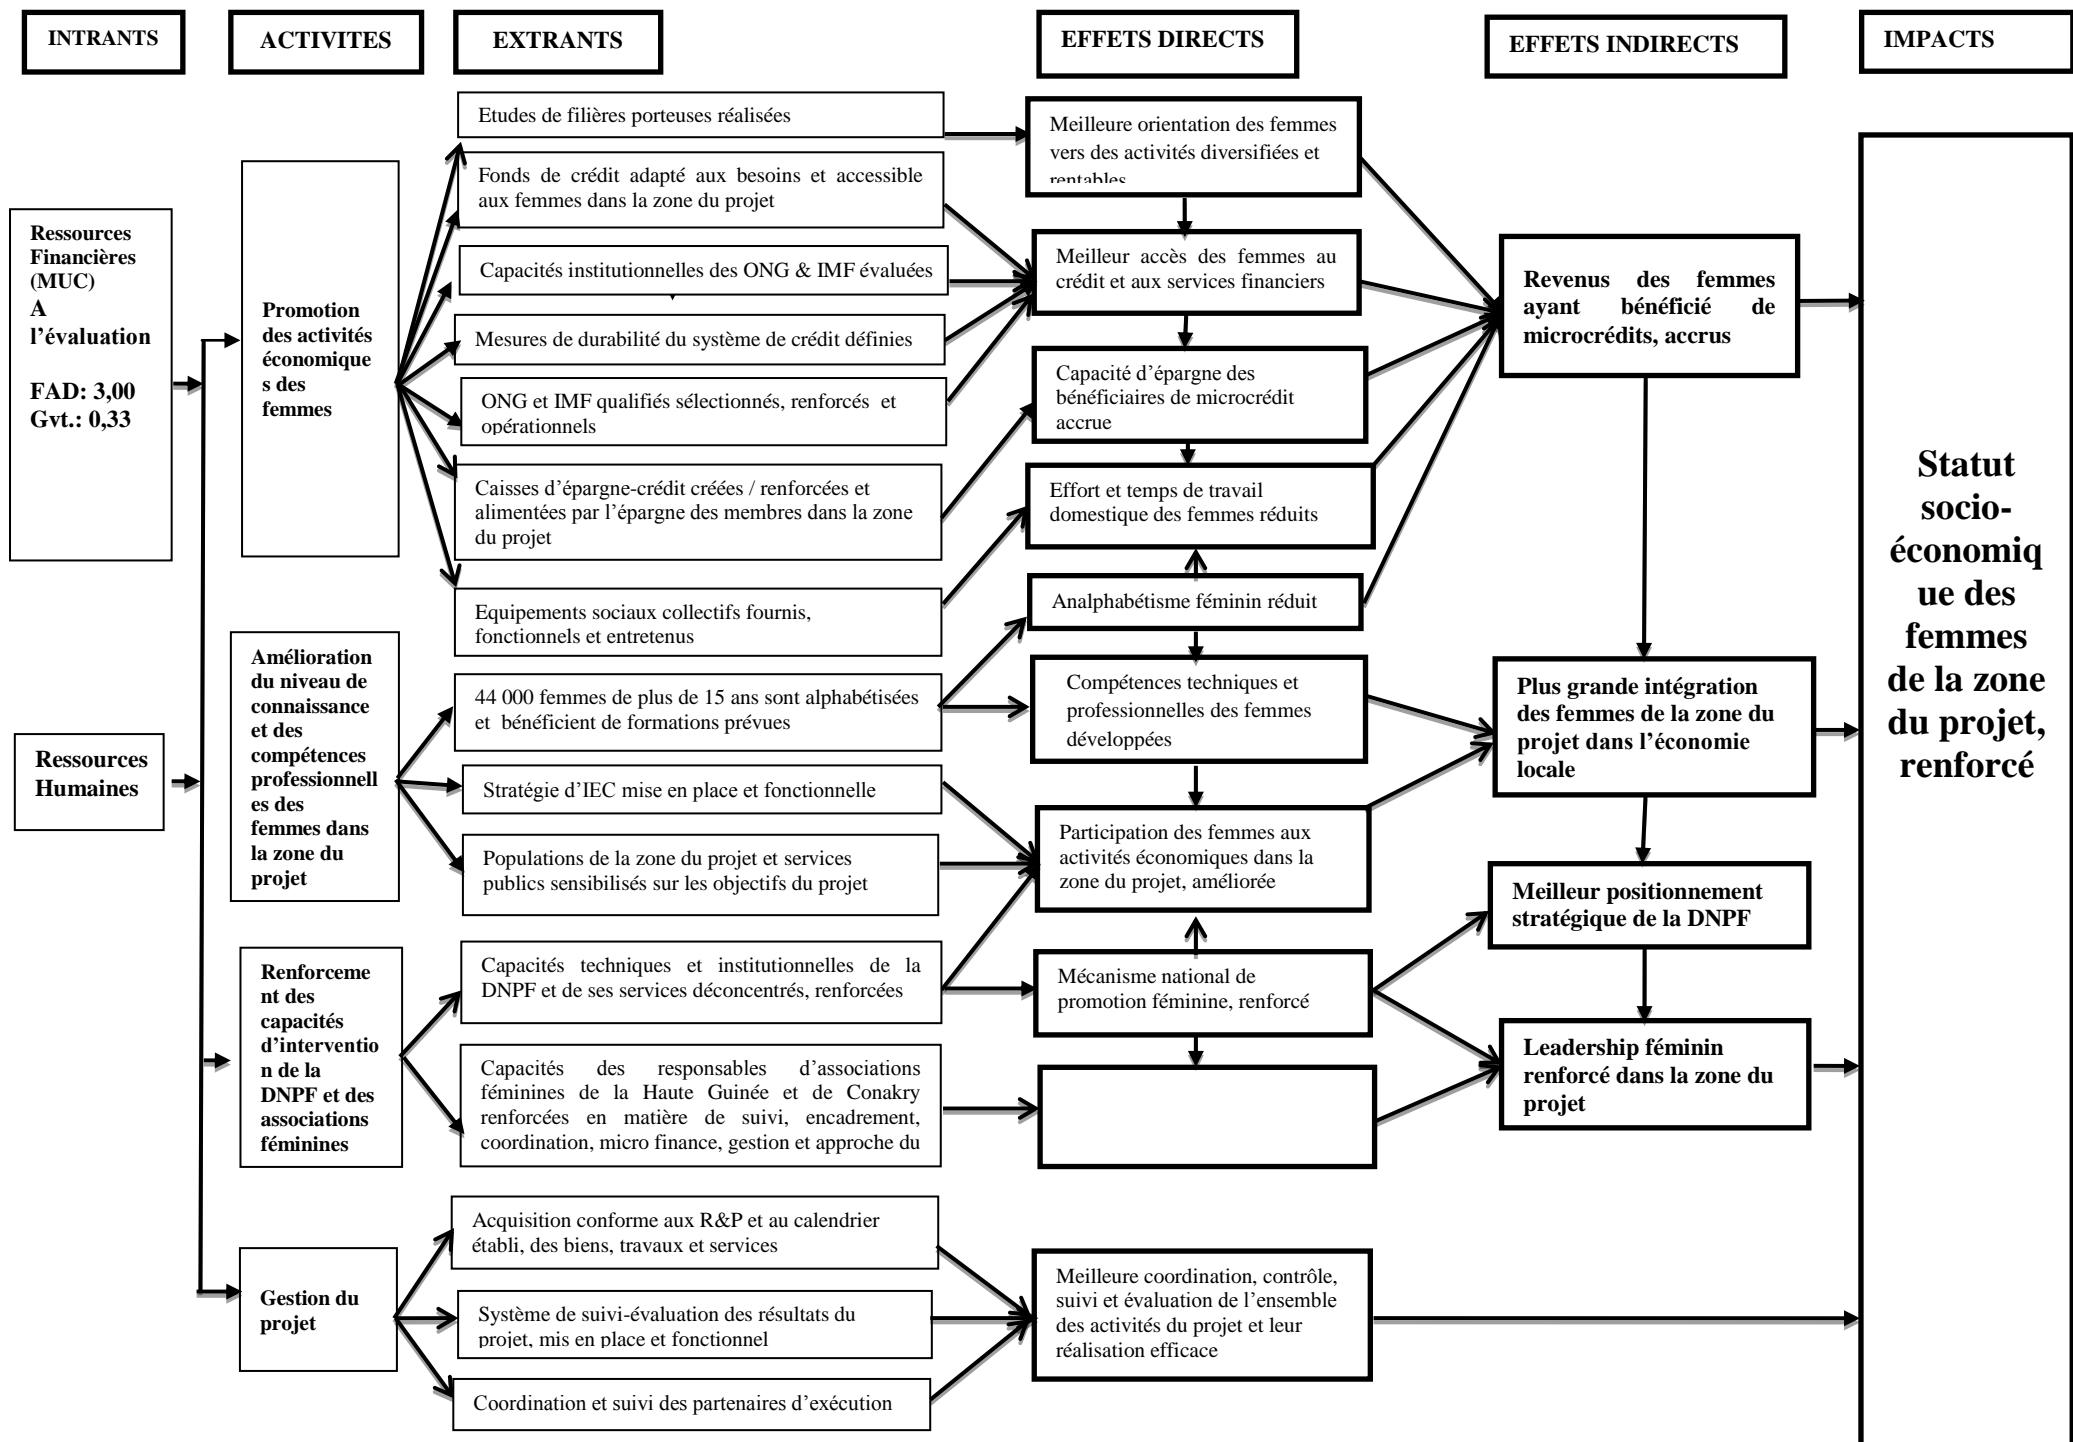 INTRANTS
ACTIVITES
EXTRANTS
EFFETS DIRECTS
EFFETS INDIRECTS
IMPACTS
Ressources
Financières
(MUC)
A
l’évaluation
FAD: 3,00
Gvt.: 0,33
Ressources
Humaines
Promotion
des activités
économique
s des
femmes
Amélioration
du niveau de
connaissance
et des
compétences
professionnell
es des
femmes dans
la zone du
projet
Renforceme
nt des
capacités
d’interventio
n de la
DNPF et des
associations
féminines
Gestion du
projet
Etudes de filières porteuses réalisées
Fonds de crédit adapté aux besoins et accessible
aux femmes dans la zone du projet
Capacités institutionnelles des ONG & IMF évaluées
Mesures de durabilité du système de crédit définies
ONG et IMF qualifiés sélectionnés, renforcés et
opérationnels
Caisses d’épargne-crédit créées / renforcées et
alimentées par l’épargne des membres dans la zone
du projet
Equipements sociaux collectifs fournis,
fonctionnels et entretenus
44 000 femmes de plus de 15 ans sont alphabétisées
et bénéficient de formations prévues
Stratégie d’IEC mise en place et fonctionnelle
Populations de la zone du projet et services
publics sensibilisés sur les objectifs du projet
Capacités techniques et institutionnelles de la
DNPF et de ses services déconcentrés, renforcées
Capacités des responsables d’associations
féminines de la Haute Guinée et de Conakry
renforcées en matière de suivi, encadrement,
coordination, micro finance, gestion et approche du
Acquisition conforme aux R&P et au calendrier
établi, des biens, travaux et services
Système de suivi-évaluation des résultats du
projet, mis en place et fonctionnel
Coordination et suivi des partenaires d’exécution
Meilleure orientation des femmes
vers des activités diversifiées et
rentables
Meilleur accès des femmes au
crédit et aux services financiers
Capacité d’épargne des
bénéficiaires de microcrédit
accrue
Effort et temps de travail
domestique des femmes réduits
Analphabétisme féminin réduit
Compétences techniques et
professionnelles des femmes
développées
Participation des femmes aux
activités économiques dans la
zone du projet, améliorée
Mécanisme national de
promotion féminine, renforcé
Meilleure coordination, contrôle,
suivi et évaluation de l’ensemble
des activités du projet et leur
réalisation efficace
Revenus des femmes
ayant bénéficié de
microcrédits, accrus
Plus grande intégration
des femmes de la zone du
projet dans l’économie
locale
Meilleur positionnement
stratégique de la DNPF
Leadership féminin
renforcé dans la zone du
projet
Statut
socio-
économiq
ue des
femmes
de la zone
du projet,
renforcé